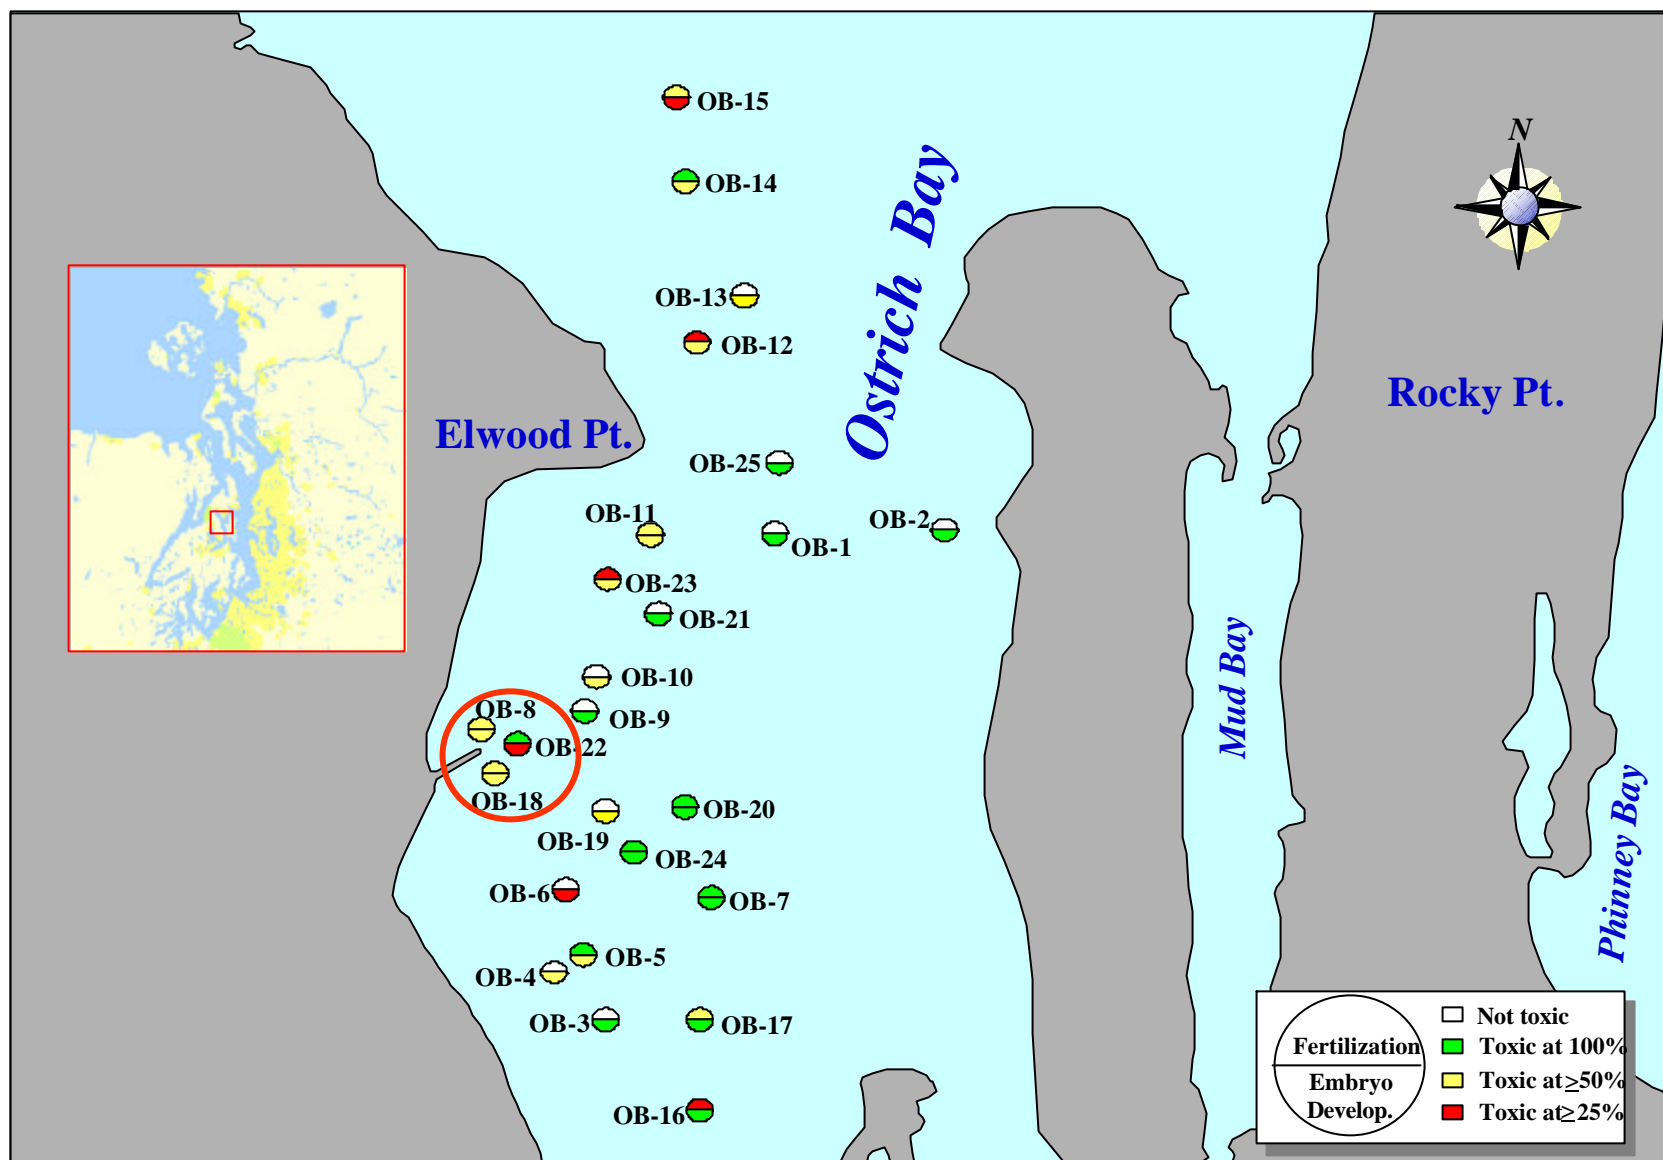 OB-15
N
OB-14
Ostrich Bay
OB-13
OB-12
Rocky Pt.
Elwood Pt.
OB-25
OB-11
OB-2
OB-1
OB-23
OB-21
Mud Bay
OB-10
OB-8
OB-9
OB-22
OB-18
OB-20
OB-19
OB-24
Phinney Bay
OB-6
OB-7
OB-5
OB-4
OB-3
OB-17
OB-16
Fertilization
Embryo
Develop.
Not toxic
Toxic at 100%
Toxic at ≥50%
Toxic at ≥25%